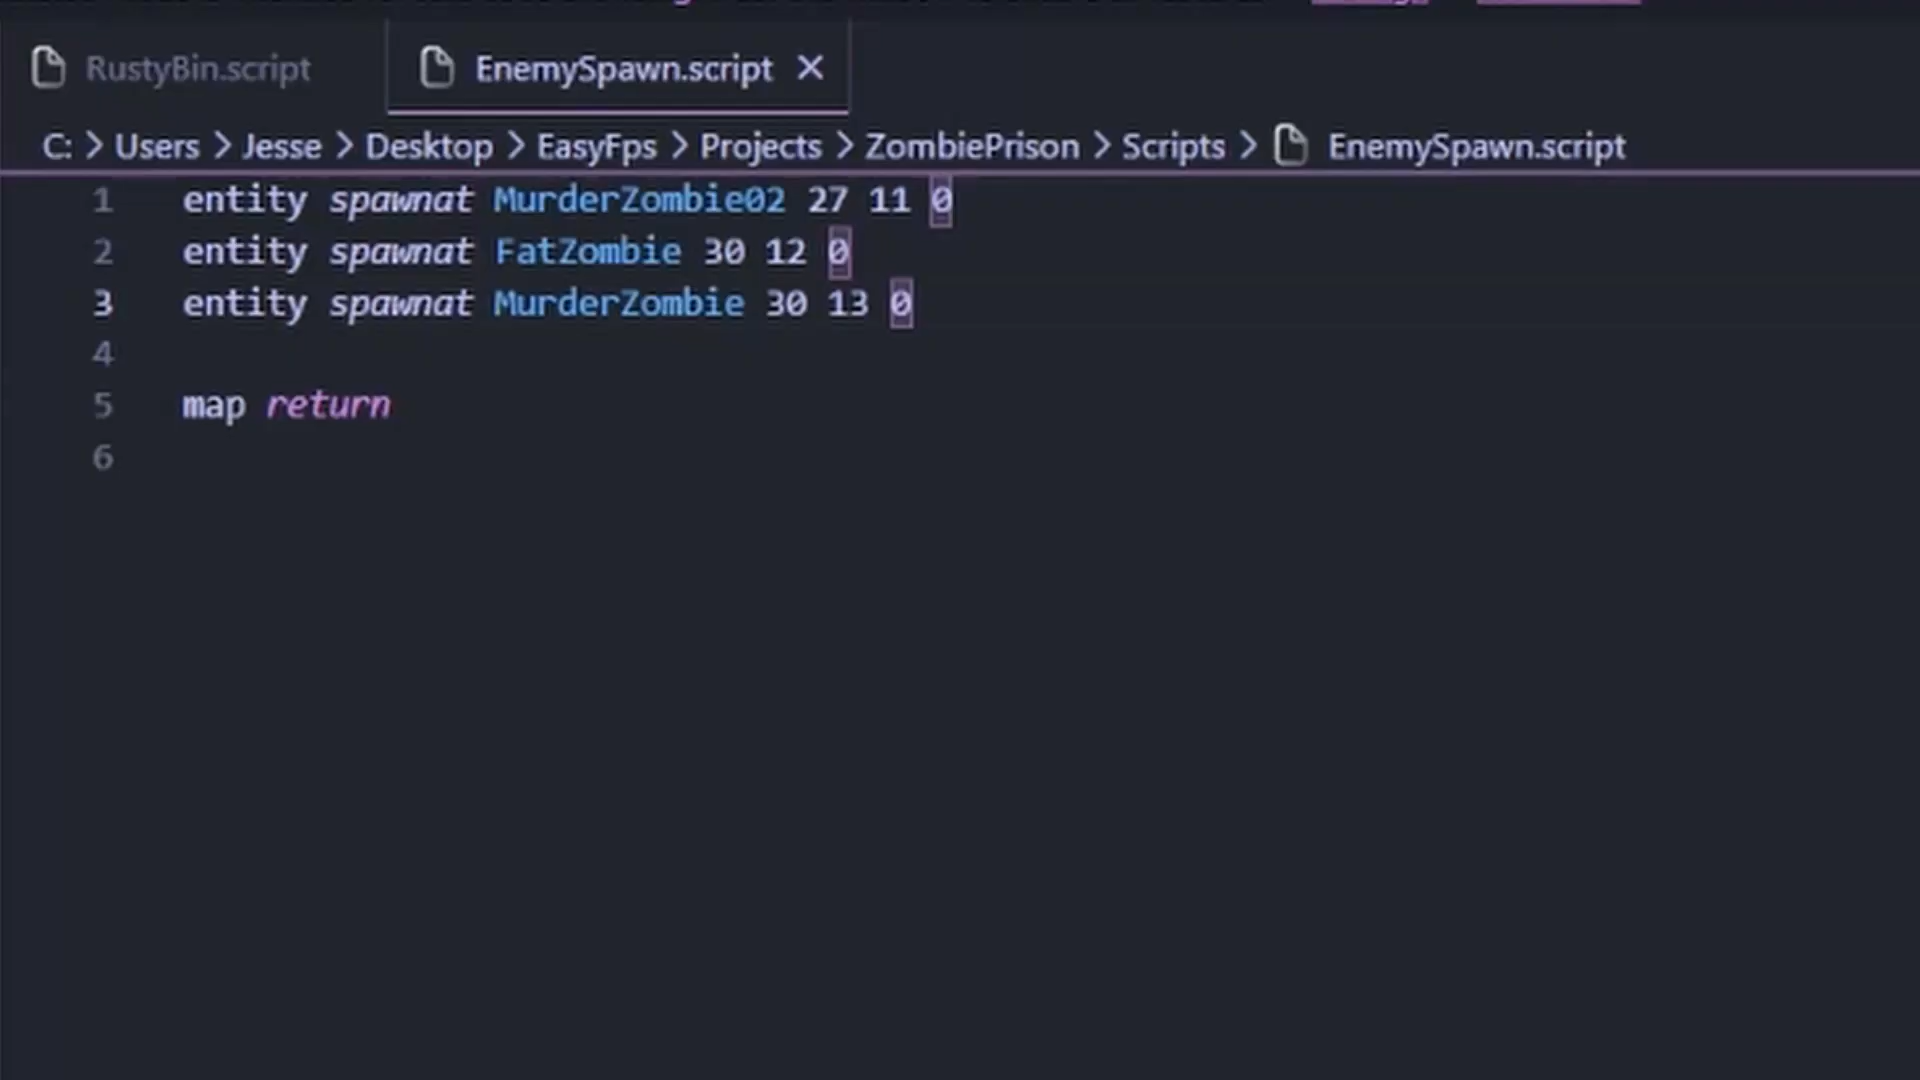 RustyBin.script EnemySpawn.script
C: > Users > Jesse > Desktop > EasyFps > Projects > ZombiePrison > Scripts > EnemySpawn.script
1 entity spawnat MurderZombie02 27 11 0
2 entity spawnat FatZombie 30 12 0
3 entity spawnat MurderZombie 30 13 0
4
5 map return
6